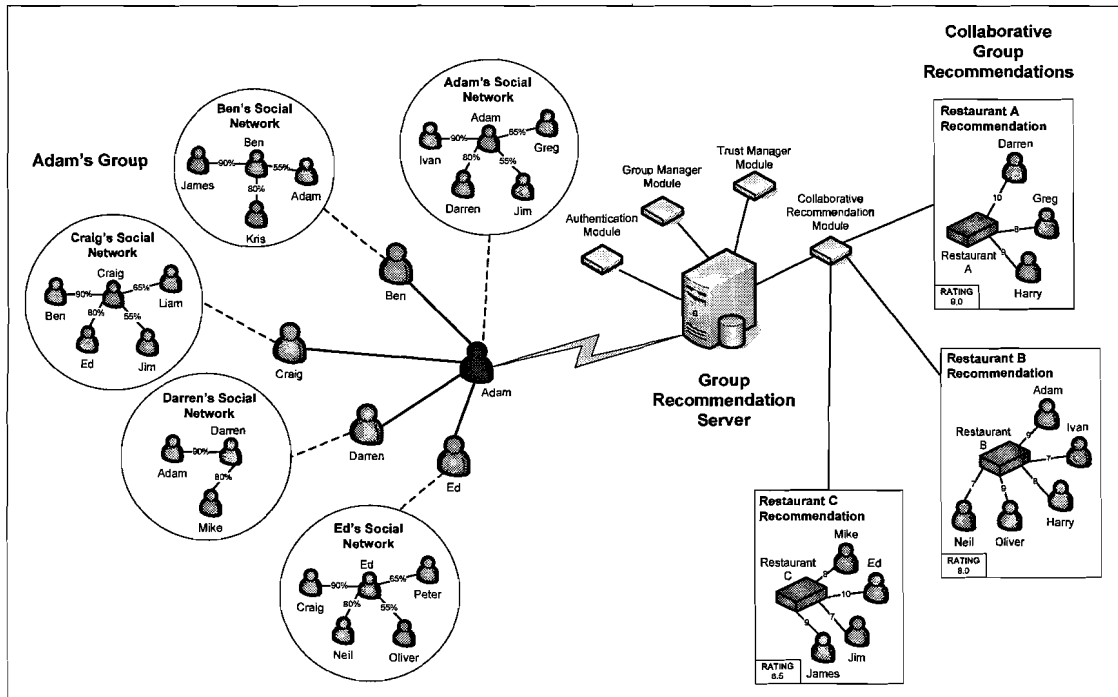 Collaborative
Group
Recommendations
Adam's Group
Ben's Social
Network
Ben
90%
55%
James
80%
Adam
Kris
Adam's Social
Network
Adam
90%
65%
Ivan
80%
55%
Greg
Darren
Jim
Craig's Social
Network
Craig
90%
65%
Ben
80%
55%
Liam
Ed
Jim
Darren's Social
Network
Darren
90%
Adam
80%
Mike
Ed's Social
Network
Ed
90%
65%
Craig
80%
55%
Peter
Neil
Oliver
Ben
Craig
Darren
Ed
Adam
Trust Manager
Module
Group Manager
Module
Authentication
Module
Collaborative
Recommendation
Module
Group
Recommendation
Server
Restaurant A
Recommendation
Darren
10
Greg
8
Restaurant
A
9
Harry
RATING
9.0
Restaurant B
Recommendation
Adam
Restaurant
B
9
Ivan
7
7
9
8
Harry
Neil
Oliver
RATING
8.0
Restaurant C
Recommendation
Mike
Restaurant
C
Ed
10
9
7
Jim
James
RATING
8.5